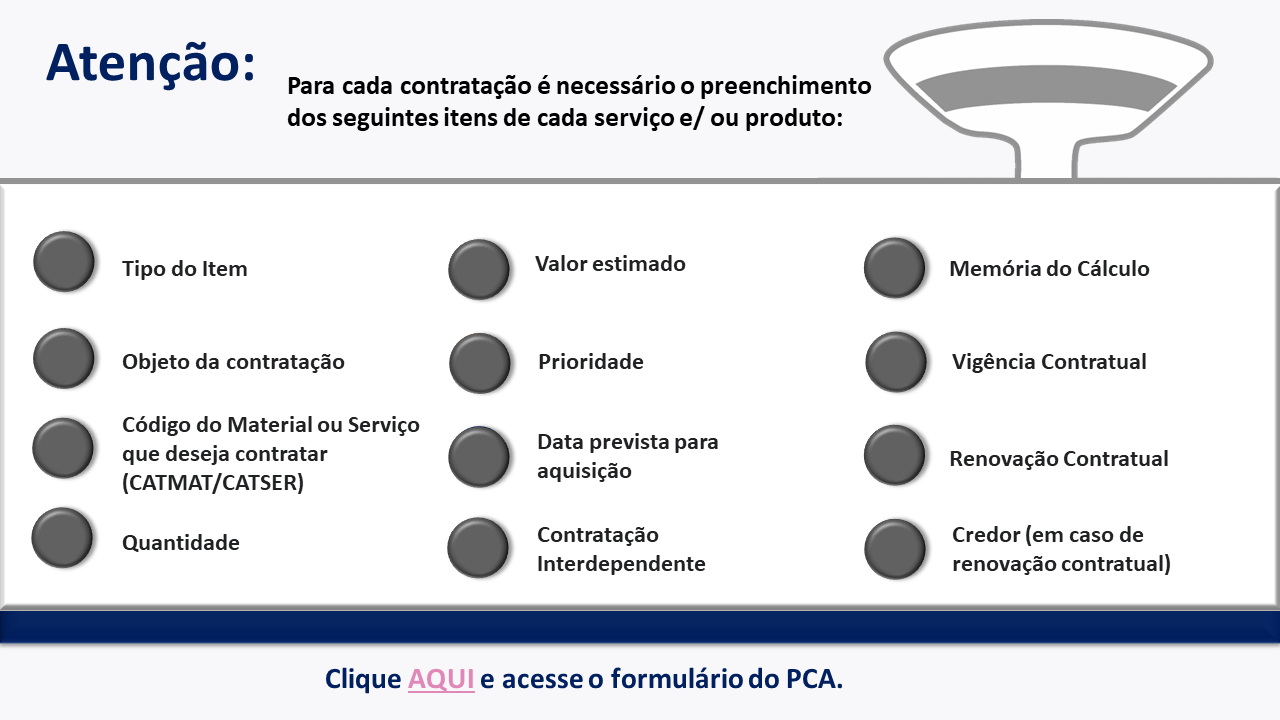 Atenção:
Para cada contratação é necessário o preenchimento
dos seguintes itens de cada serviço e/ ou produto:
Tipo do Item
Objeto da contratação
Código do Material ou Serviço
que deseja contratar
(CATMAT/CATSER)
Quantidade
Valor estimado
Prioridade
Data prevista para
aquisição
Contratação
Interdependente
Memória do Cálculo
Vigência Contratual
Renovação Contratual
Credor (em caso de
renovação contratual)
Clique AQUI e acesse o formulário do PCA.